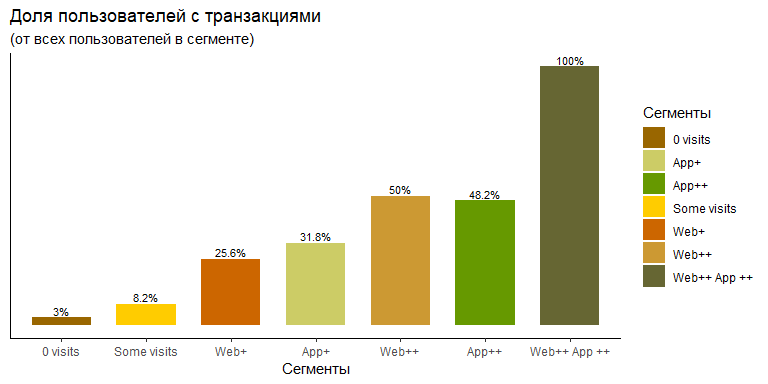 Доля пользователей с транзакциями
(от всех пользователей в сегменте)
100%
50%
48.2%
31.8%
25.6%
8.2%
3%
0 visits
Some visits
Web+
App+
Web++
App++
Web++ App ++
Сегменты
Сегменты
0 visits
App+
App++
Some visits
Web+
Web++
Web++ App ++